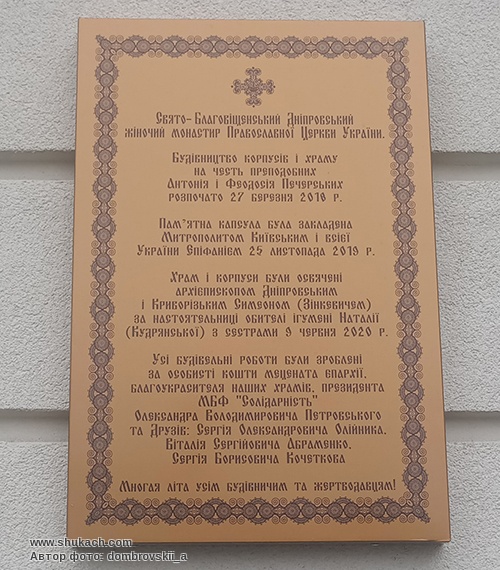 Свято-Благовіщенський Дніпровський
жіночий монастир Православної Церкви України.
Будівництво корпусів і храму
на честь преподобних
Антонія і Феодосія Печерських
розпочато 27 березня 2010 р.
Пам'ятна капсула була закладена
Митрополитом Київським і всієї
України Епіфанієм 25 листопада 2019 р.
Храм і корпуси були освячені
архієпископом Дніпровським
і Криворізьким Симеоном (Зінкевичем)
за настоятельниці обителі ігумені Наталії
(Кудрянської) з сестрами 9 червня 2020 р.
Усі будівельні роботи були зроблені
за особисті кошти мецената єпархії,
благоукрасителя наших храмів, президента
МБФ "Солідарність"
Олександра Володимировича Петровського
та Друзів: Сергія Олександровича Олійника,
Віталія Сергійовича Абраменко,
Сергія Борисовича Кочеткова
Многая літа усім будівничим та жертводавцям!
www.shukach.com
Автор фото: dombrovskii_a